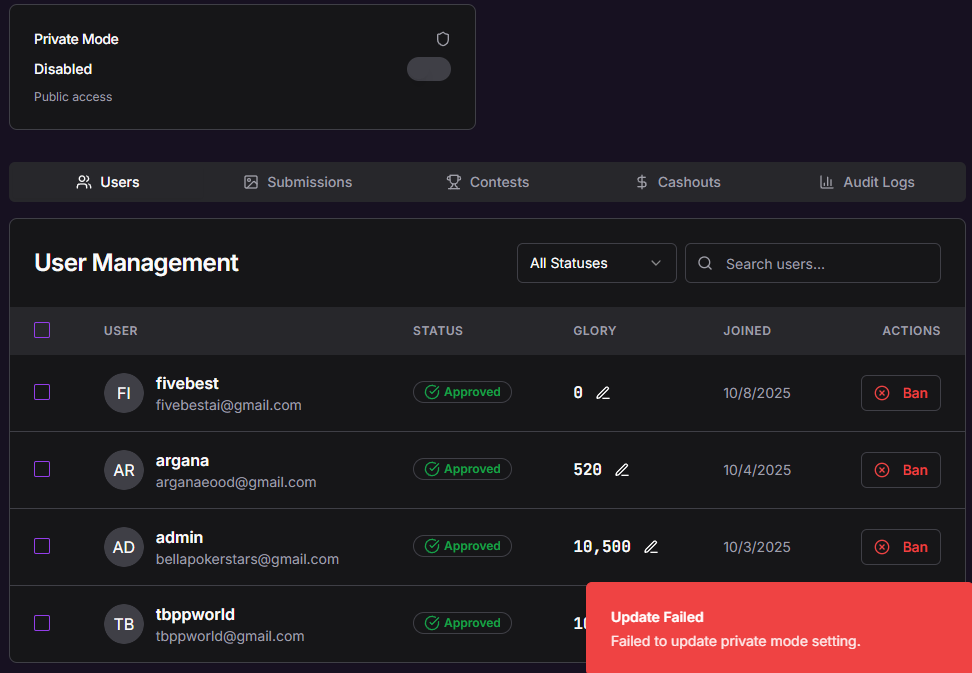 Private Mode
Disabled
Public access
Users Submissions Contests Cashouts Audit Logs
User Management All Statuses Search users...
USER STATUS GLORY JOINED ACTIONS
FI fivebest Approved 0 10/8/2025 Ban
fivebestai@gmail.com
AR argana Approved 520 10/4/2025 Ban
arganaeood@gmail.com
AD admin Approved 10,500 10/3/2025 Ban
bellapokerstars@gmail.com
TB tbppworld Approved
tbppworld@gmail.com
Update Failed
Failed to update private mode setting.